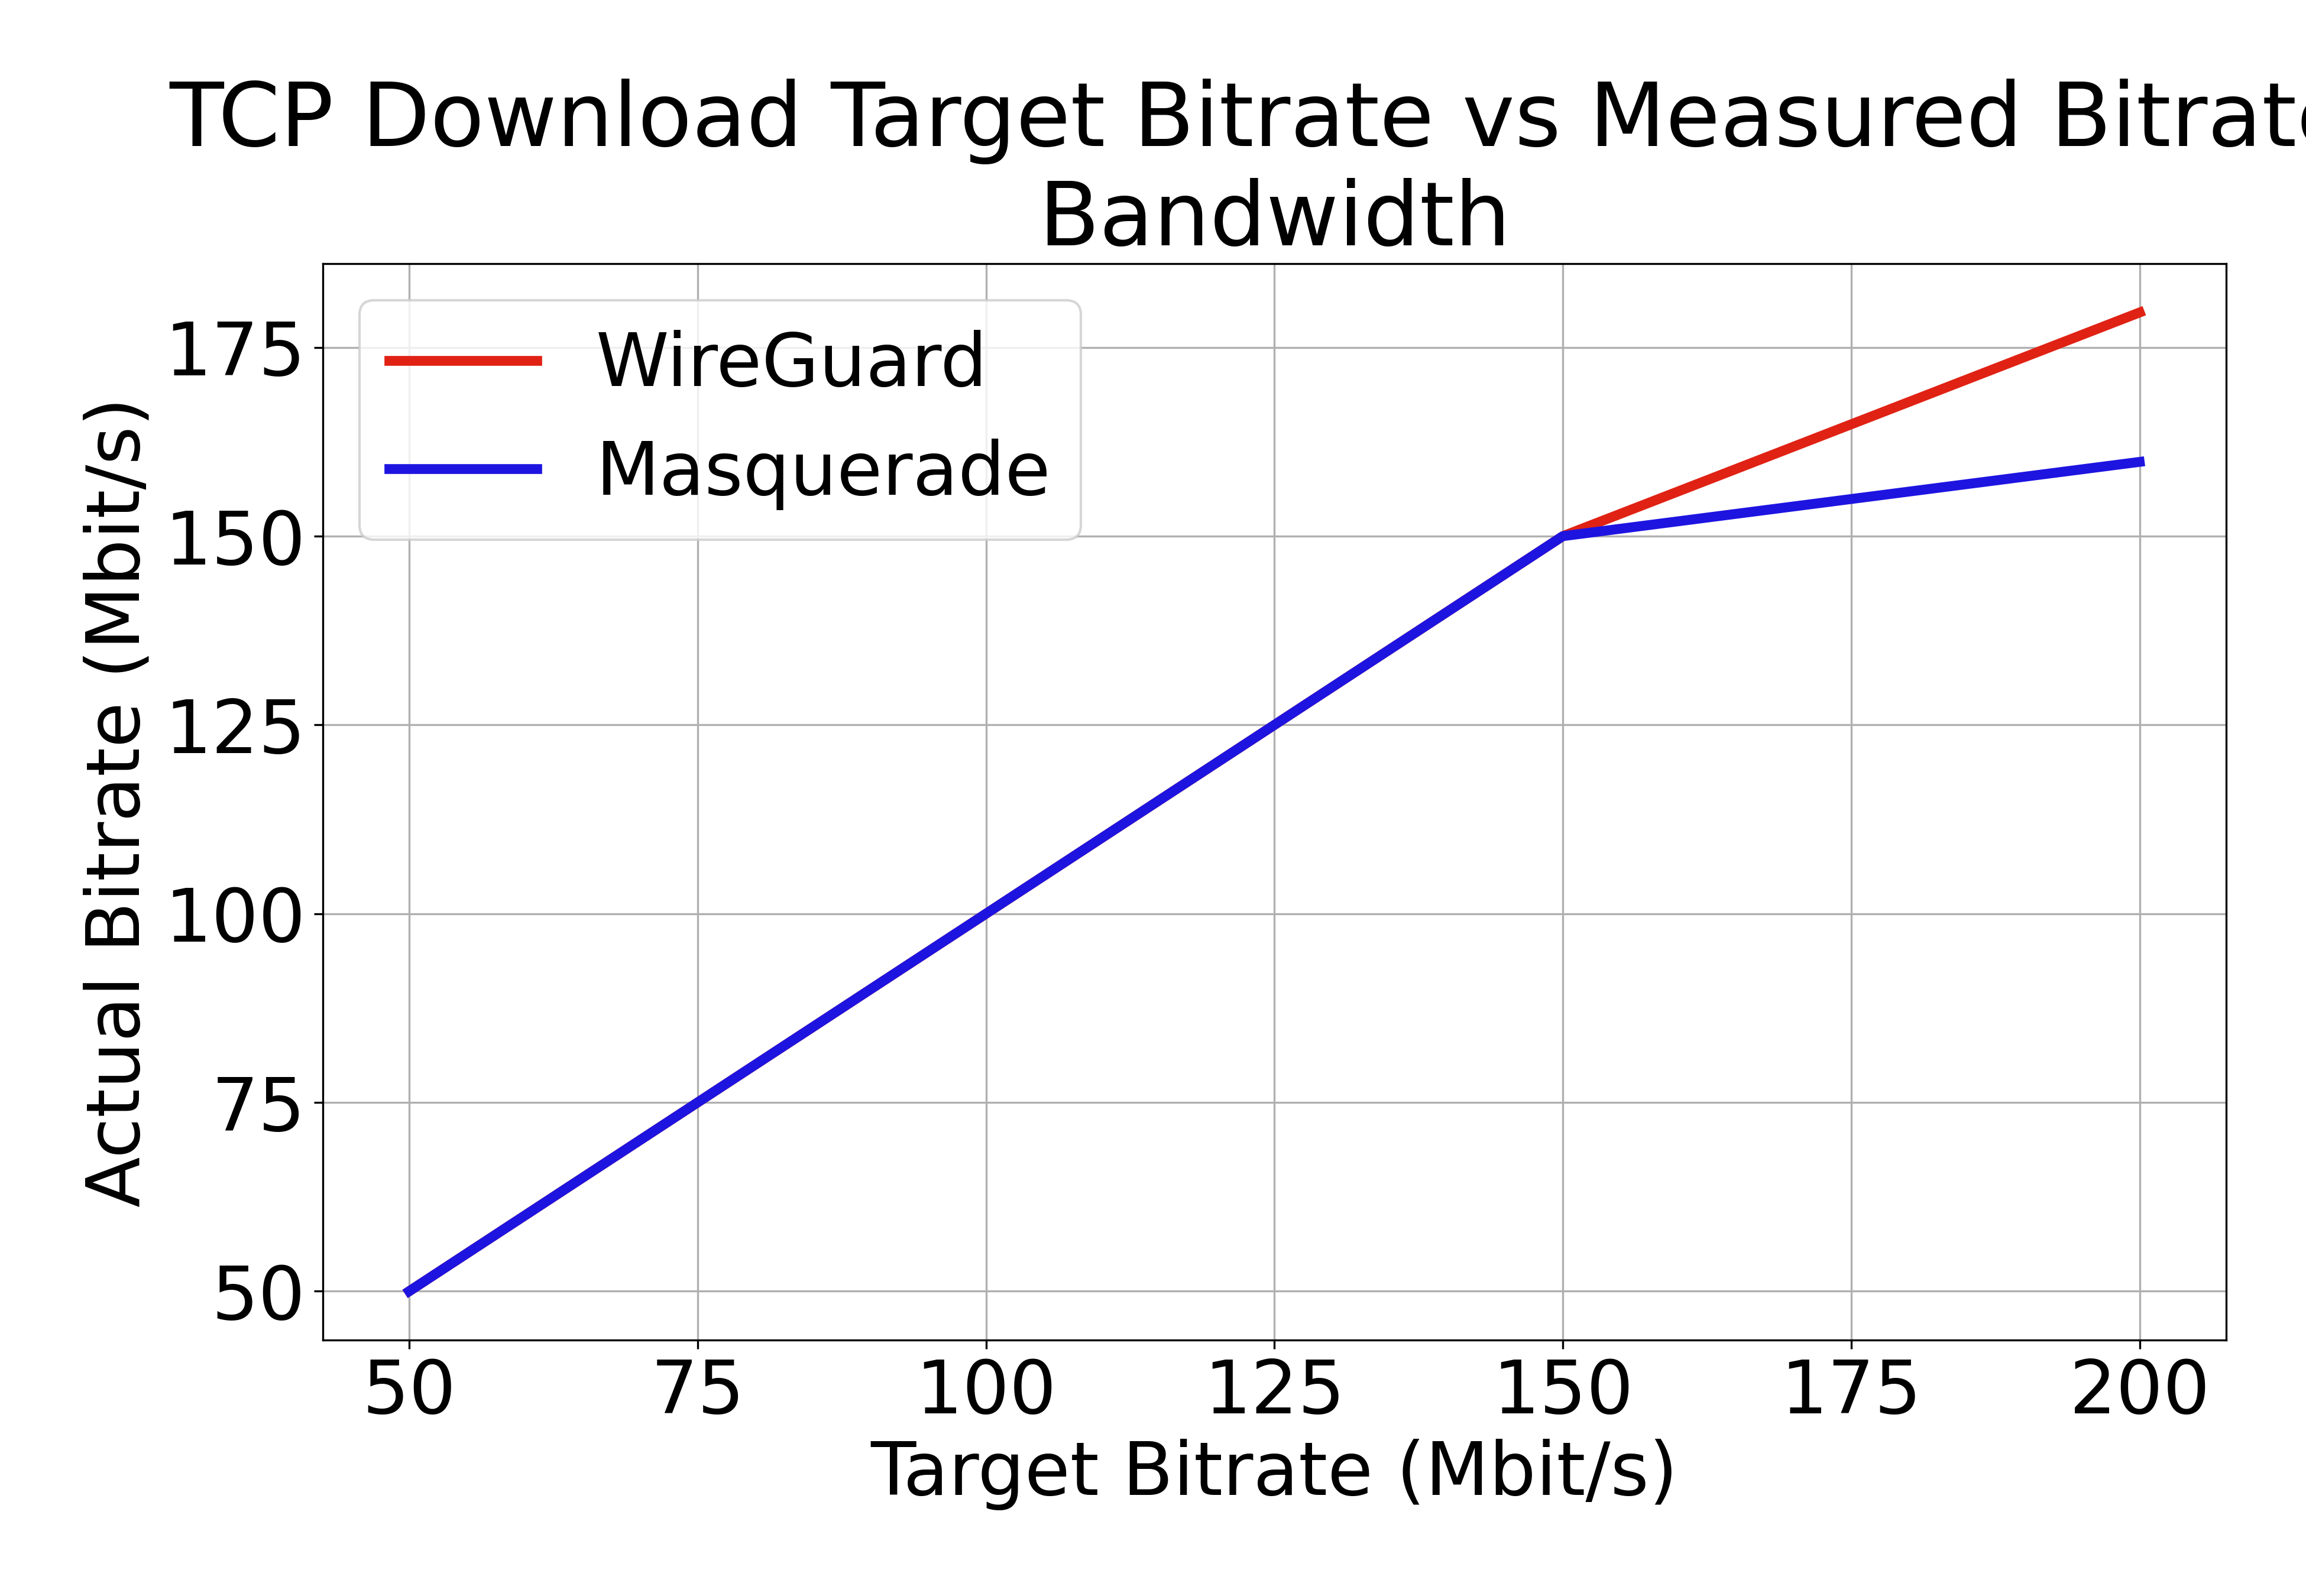 TCP Download Target Bitrate vs Measured Bitrat
Bandwidth
WireGuard
Masquerade
Actual Bitrate (Mbit/s)
175
150
125
100
75
50
50 75 100 125 150 175 200
Target Bitrate (Mbit/s)